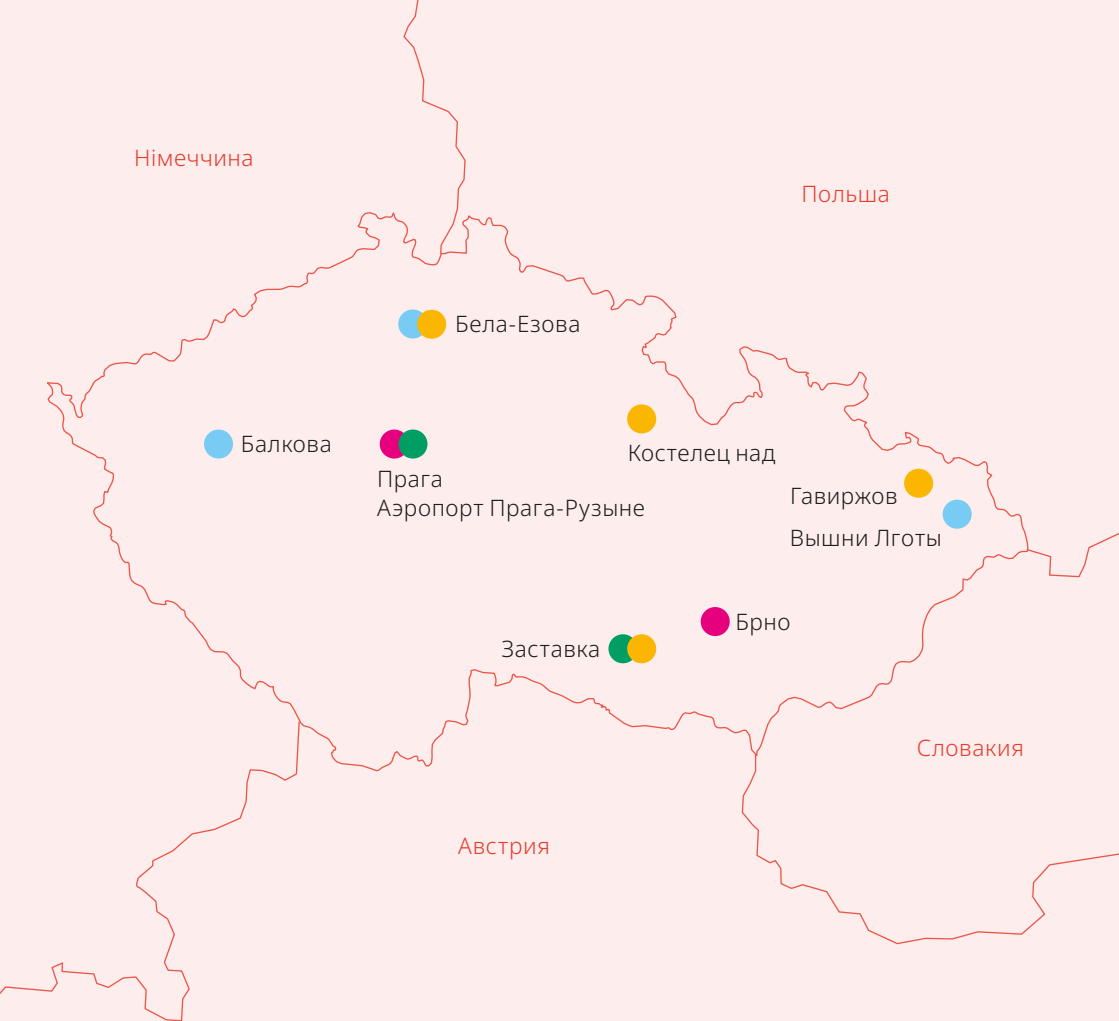 Німеччина
Польша
Бела-Езова
Балкова
Прага
Аэропорт Прага-Рузыне
Костелец над
Гавиржов
Вышни Лготы
Брно
Заставка
Словакия
Австрия